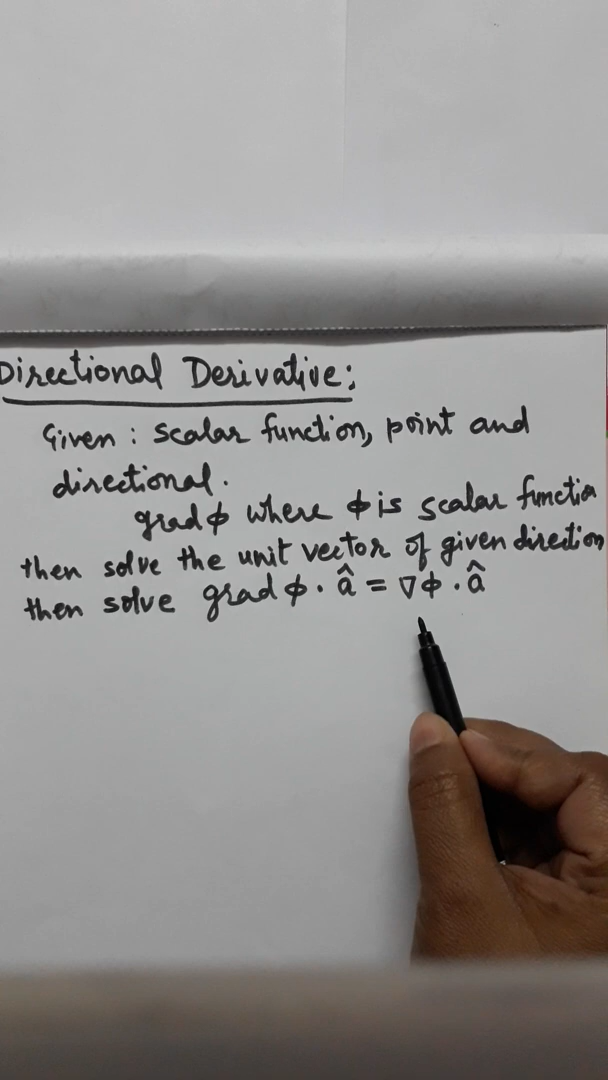 Directional Derivative:
Given: scalar function, point and
directional.
grad ϕ where ϕ is scalar function
then solve the unit vector of given direction
then solve grad ϕ . â = ∇ϕ . â